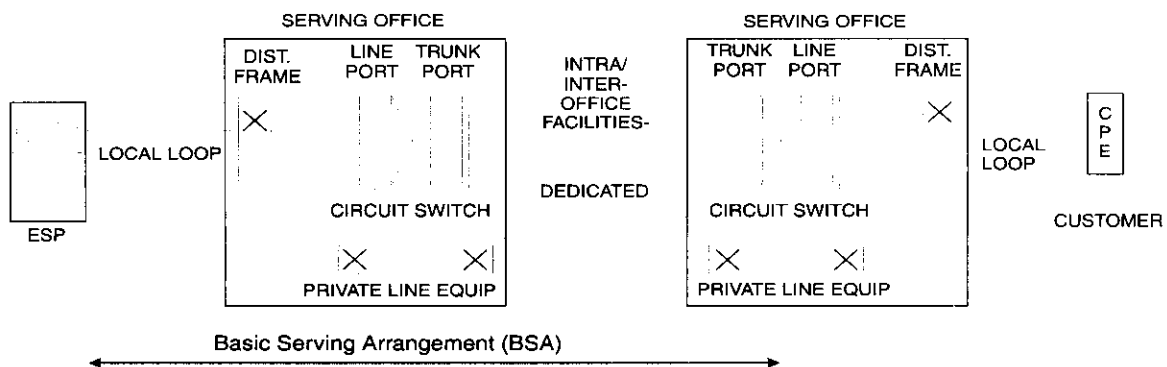 SERVING OFFICE
DIST.
FRAME
LINE
PORT
TRUNK
PORT
LOCAL LOOP
ESP
CIRCUIT SWITCH
PRIVATE LINE EQUIP
INTRA/
INTER-
OFFICE
FACILITIES-
DEDICATED
SERVING OFFICE
TRUNK
PORT
LINE
PORT
DIST.
FRAME
CIRCUIT SWITCH
PRIVATE LINE EQUIP
LOCAL
LOOP
CPE
CUSTOMER
Basic Serving Arrangement (BSA)